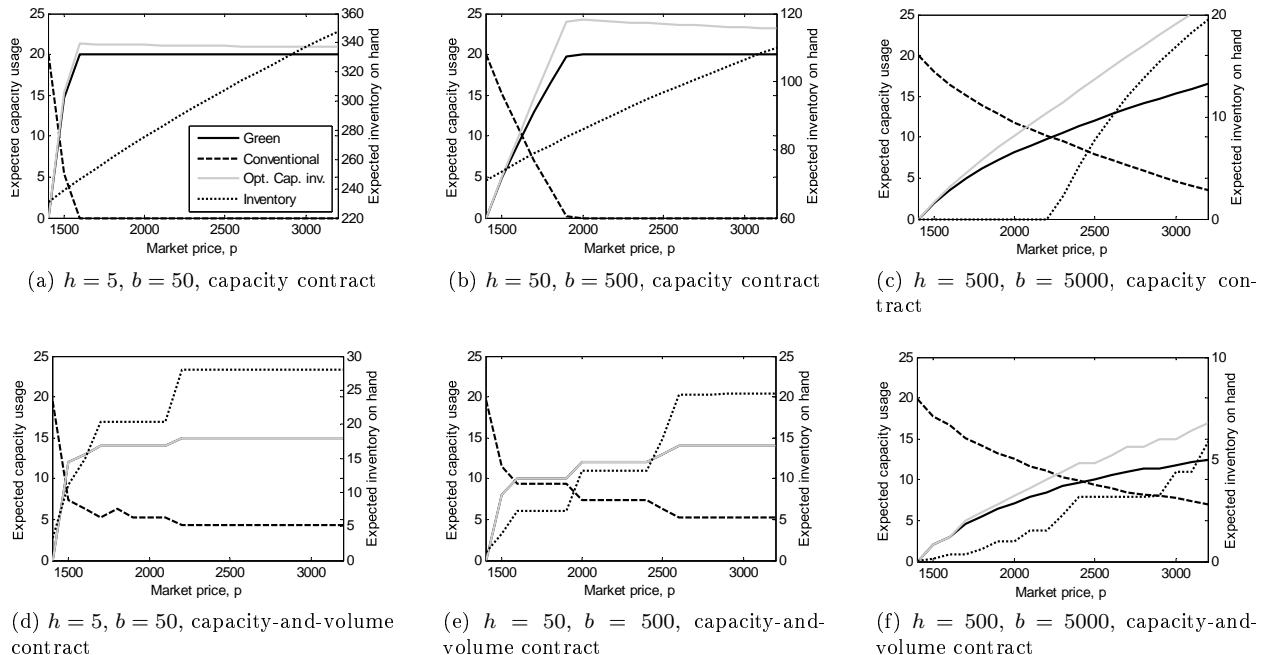 Expected capacity usage
25
20
15
10
5
0
1500 2000 2500 3000
Market price, p
360
340
320
300
280
260
240
220
Expected inventory on hand
Green
Conventional
Opt. Cap. inv.
Inventory
(a) h = 5, b = 50, capacity contract
Expected capacity usage
25
20
15
10
5
0
1500 2000 2500 3000
Market price, p
120
100
80
60
Expected inventory on hand
(b) h = 50, b = 500, capacity contract
Expected capacity usage
25
20
15
10
5
0
1500 2000 2500 3000
Market price, p
20
10
0
Expected inventory on hand
(c) h = 500, b = 5000, capacity con-
tract
Expected capacity usage
25
20
15
10
5
0
1500 2000 2500 3000
Market price, p
30
25
20
15
10
5
0
Expected inventory on hand
(d) h = 5, b = 50, capacity-and-volume
contract
Expected capacity usage
25
20
15
10
5
0
1500 2000 2500 3000
Market price, p
25
20
15
10
5
0
Expected inventory on hand
(e) h = 50, b = 500, capacity-and-
volume contract
Expected capacity usage
25
20
15
10
5
0
1500 2000 2500 3000
Market price, p
10
5
0
Expected inventory on hand
(f) h = 500, b = 5000, capacity-and-
volume contract